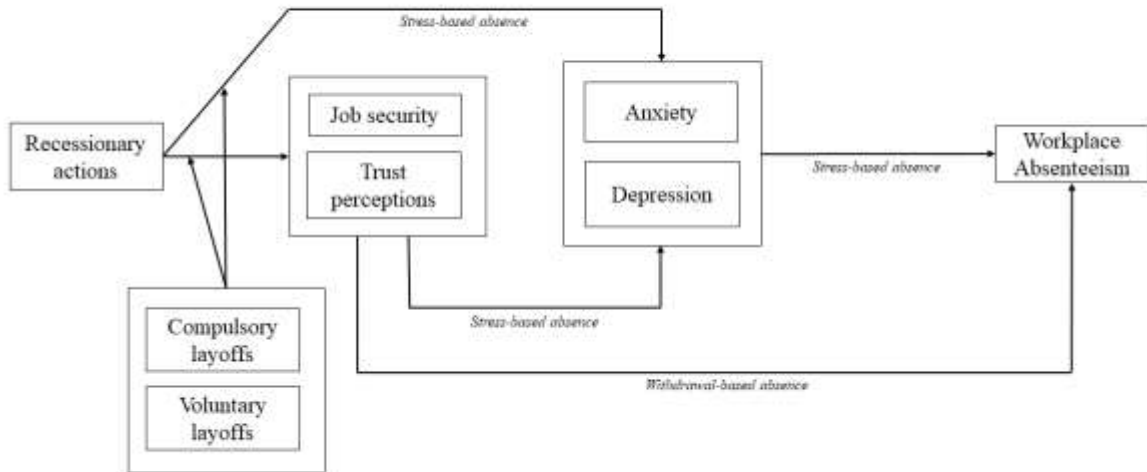 Stress-based absence
Job security
Anxiety
Recessionary
actions
Workplace
Absenteeism
Trust
perceptions
Stress-based absence
Depression
Stress-based absence
Compulsory
layoffs
Withdrawal-based absence
Voluntary
layoffs